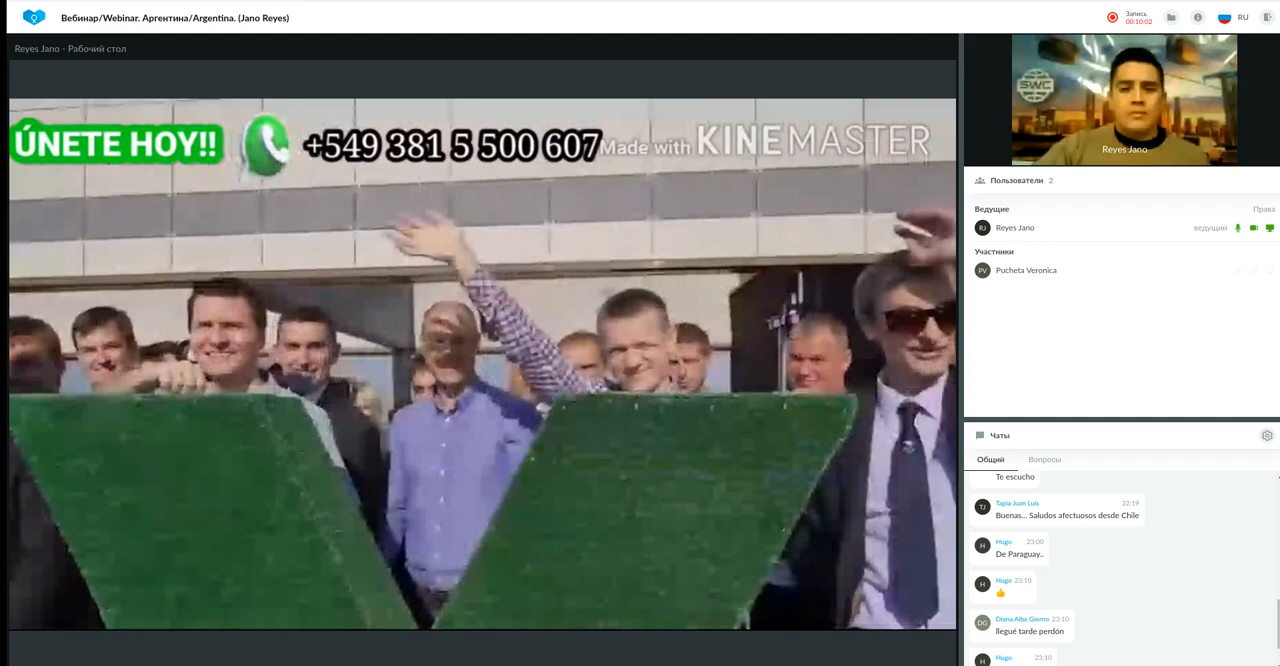 Вебинар/Webinar. Аргентина/Argentina. (Jano Reyes)
Запись
00:10:02
RU
Reyes Jano - Рабочий стол
ÚNETE HOY!!
+549 381 5 500 607
Made with KINEMASTER
SWC
Reyes Jano
Пользователи 2
Ведущие
Права
RJ
Reyes Jano
ведущий
Участники
PV
Pucheta Veronica
Чаты
Общий
Вопросы
Te escucho
TJ
Tapia Juan Luis 22:19
Buenas... Saludos afectuosos desde Chile
H
Hugo 23:00
De Paraguay..
H
Hugo 23:10
👍
DG
Diana Alba Giorno 23:10
llegué tarde perdón
H
Hugo 23:10